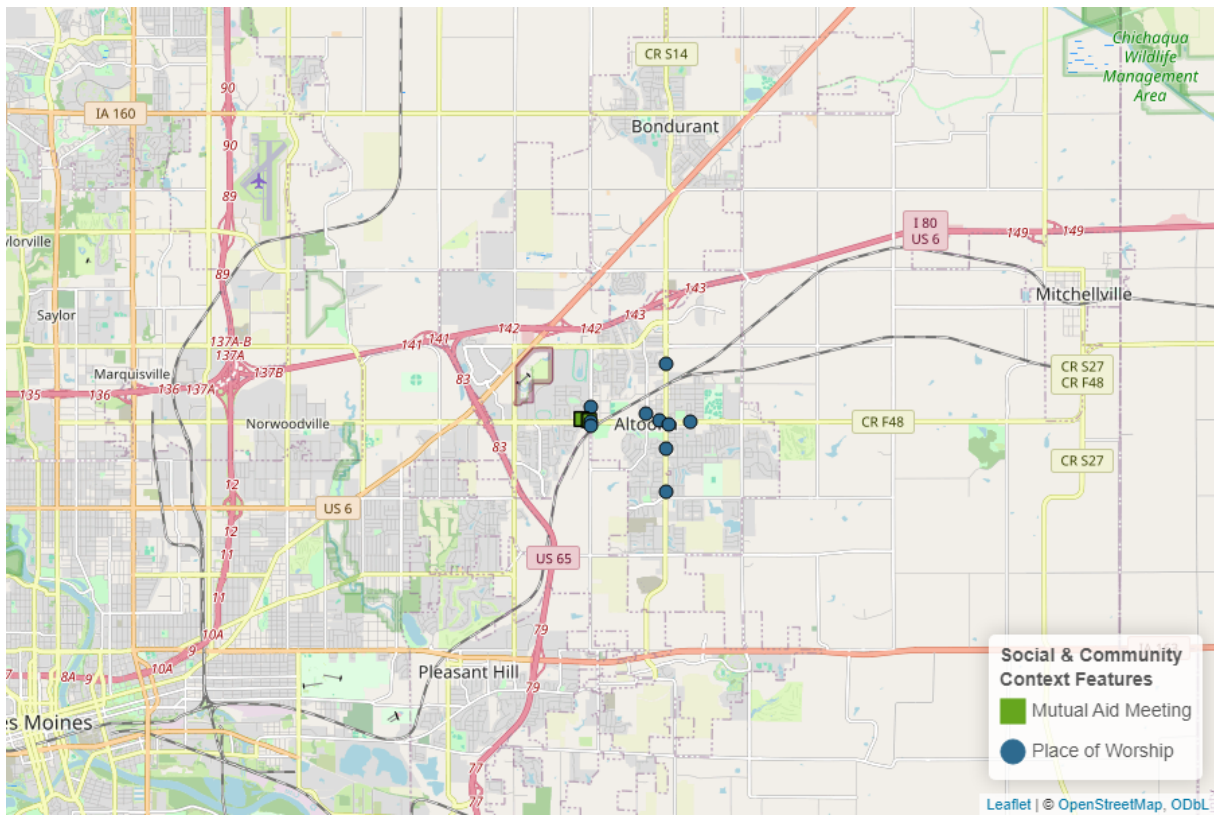 Chichaqua
Wildlife
Management
Area
CR S14
90
IA 160
Bondurant
90
89
I 80
US 6
149
149
ylorville
89
143
Mitchellville
Saylor
143
142
142
137A-B
141
141
137A
Marquisville
137B
CR S27
CR F48
135
136
136
137A
83
Norwoodville
Altoo
CR F48
83
CR S27
12
US 6
12
11
US 65
11
10A
79
9
Social & Community
Context Features
Pleasant Hill
10A
8A
9
79
Mutual Aid Meeting
es Moines
Place of Worship
77
77
Leaflet | © OpenStreetMap, ODbL